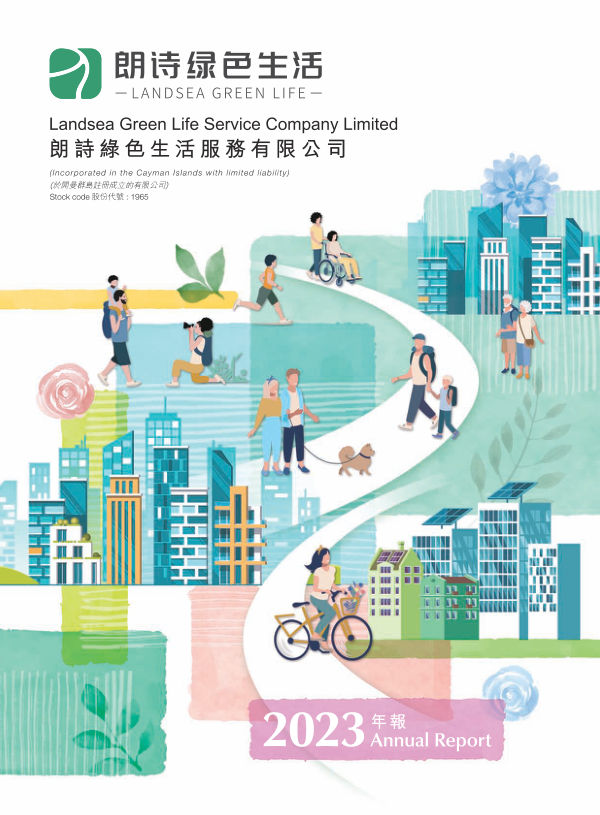 朗诗绿色生活
LANDSEA GREEN LIFE
Landsea Green Life Service Company Limited
朗詩綠色生活服務有限公司
(Incorporated in the Cayman Islands with limited liability)
(於開曼群島註冊成立的有限公司)
Stock code 股份代號 : 1965
2023 年報
Annual Report